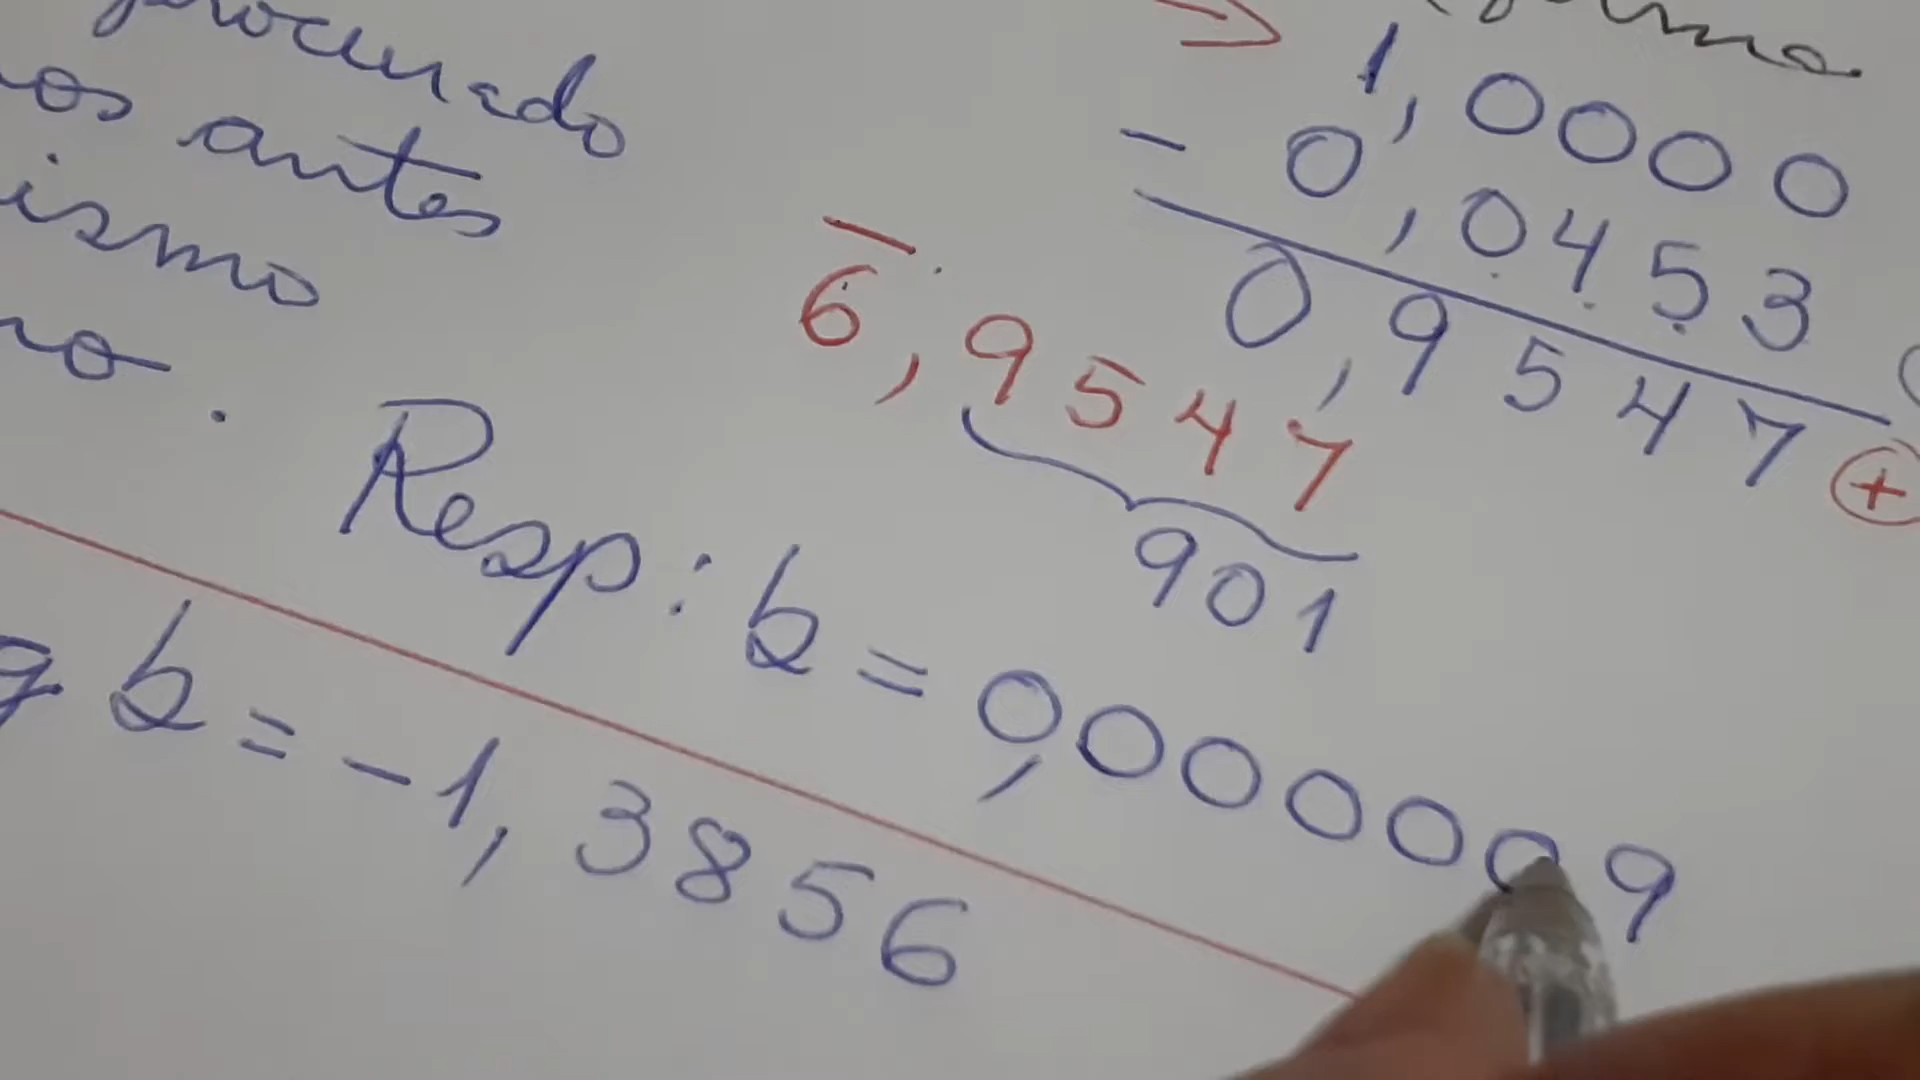 procurado
antes
ismo
1,0000
- 0,0453
0,9547 +
6,9547
901
Resp: b = 0,0000009
g b = -1,3856